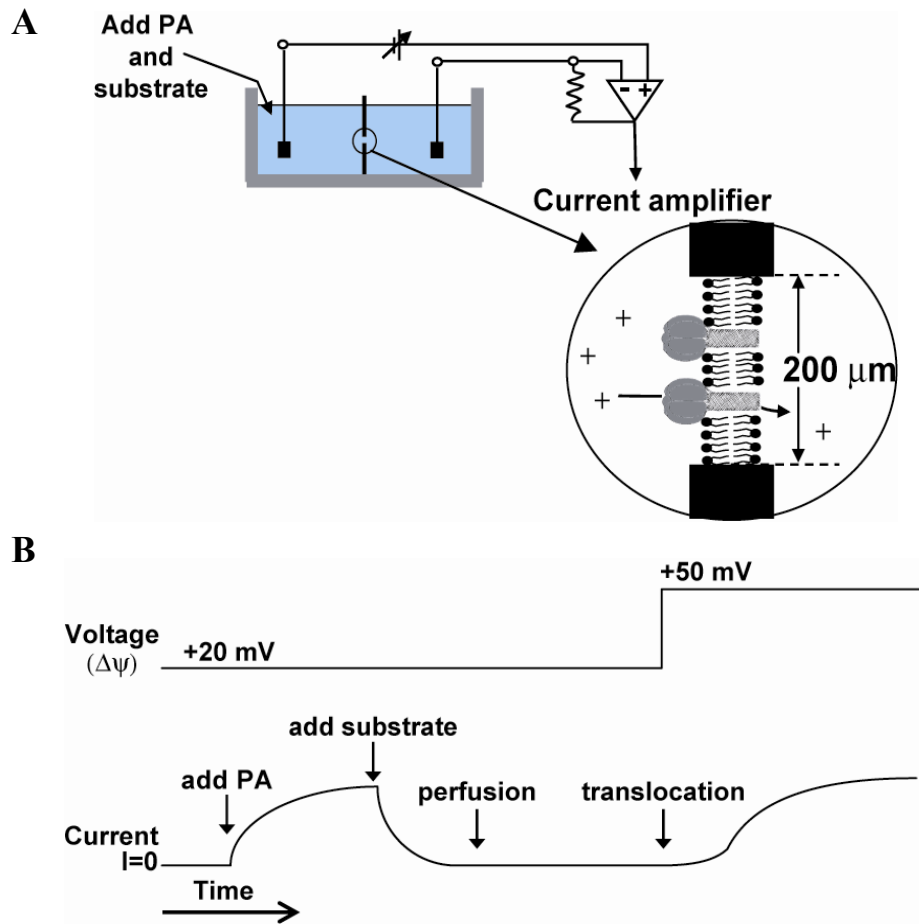 A
Add PA
and
substrate
- +
Current amplifier
+
+
+
+
200 μm
B
+50 mV
Voltage
(Δψ)
+20 mV
add substrate
add PA
perfusion
translocation
Current
I=0
Time